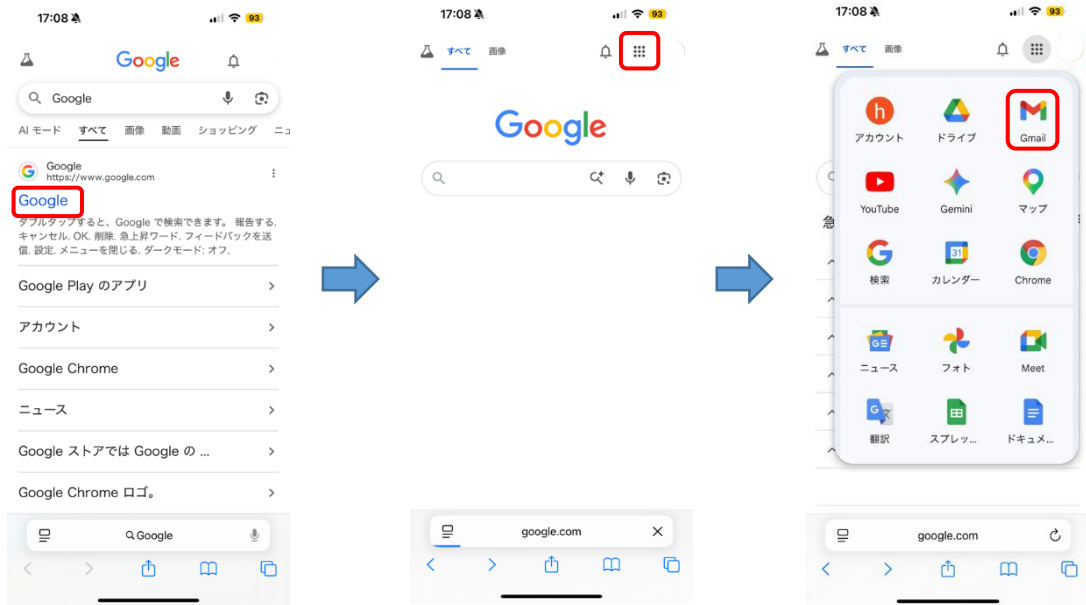 17:08
93
Google
Google
AI モード すべて 画像 動画 ショッピング ニュ
Google
https://www.google.com
Google
ダブルタップすると、Google で検索できます。 報告する.
キャンセル. OK. 削除. 急上昇ワード. フィードバックを送
信. 設定. メニューを閉じる. ダークモード: オフ.
Google Play のアプリ
アカウント
Google Chrome
ニュース
Google ストアでは Google の ...
Google Chrome ロゴ。
Google
17:08
93
すべて 画像
Google
google.com
17:08
93
すべて 画像
h
アカウント ドライブ Gmail
YouTube Gemini マップ
31
検索 カレンダー Chrome
急
GE
ニュース フォト Meet
G 文
翻訳 スプレッ... ドキュメ...
google.com